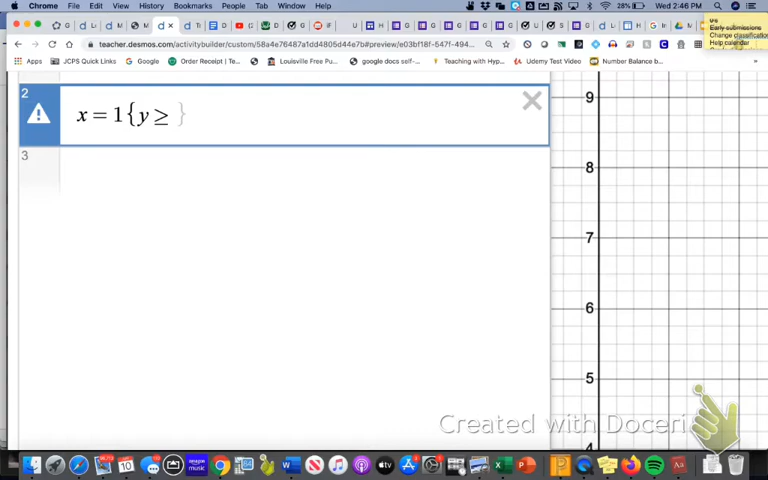 Chrome File Edit View History Bookmarks People Tab Window Help 28% Wed 2:46 PM
Early submissions
Change classification
Help calendar
teacher.desmos.com/activitybuilder/custom/58a4e76187a1dd4805d44e7b#preview/e03bf18f-547f-494...
Apps JCPS Quick Links Google Order Receipt :: E... Louisville Free Pu... google docs self-... Teaching with Hyp... Udemy Test Video Number Balance b... »
2
x = 1{y ≥ }
3
9
8
7
6
5
4
Created with Doceri